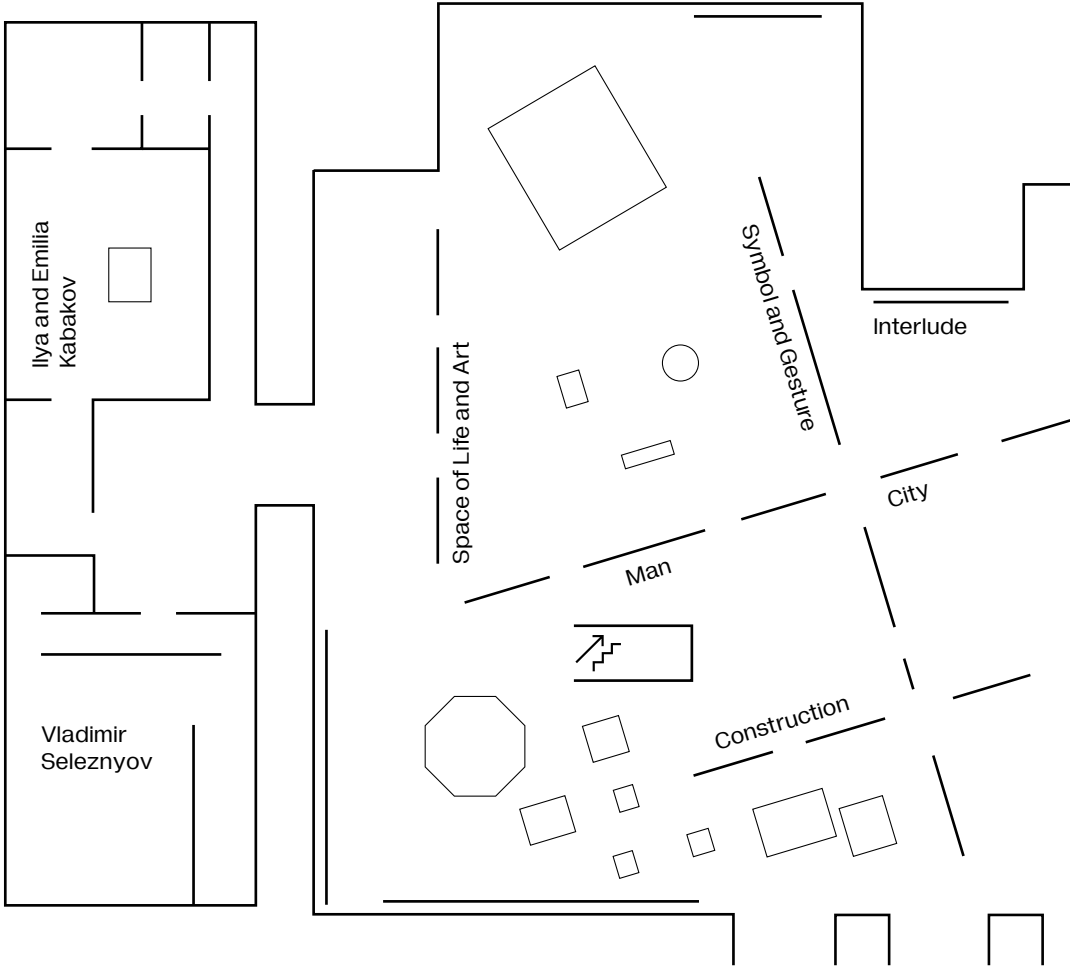 Ilya and Emilia
Kabakov
Space of Life and Art
Symbol and Gesture
Interlude
City
Man
Construction
Vladimir
Seleznyov